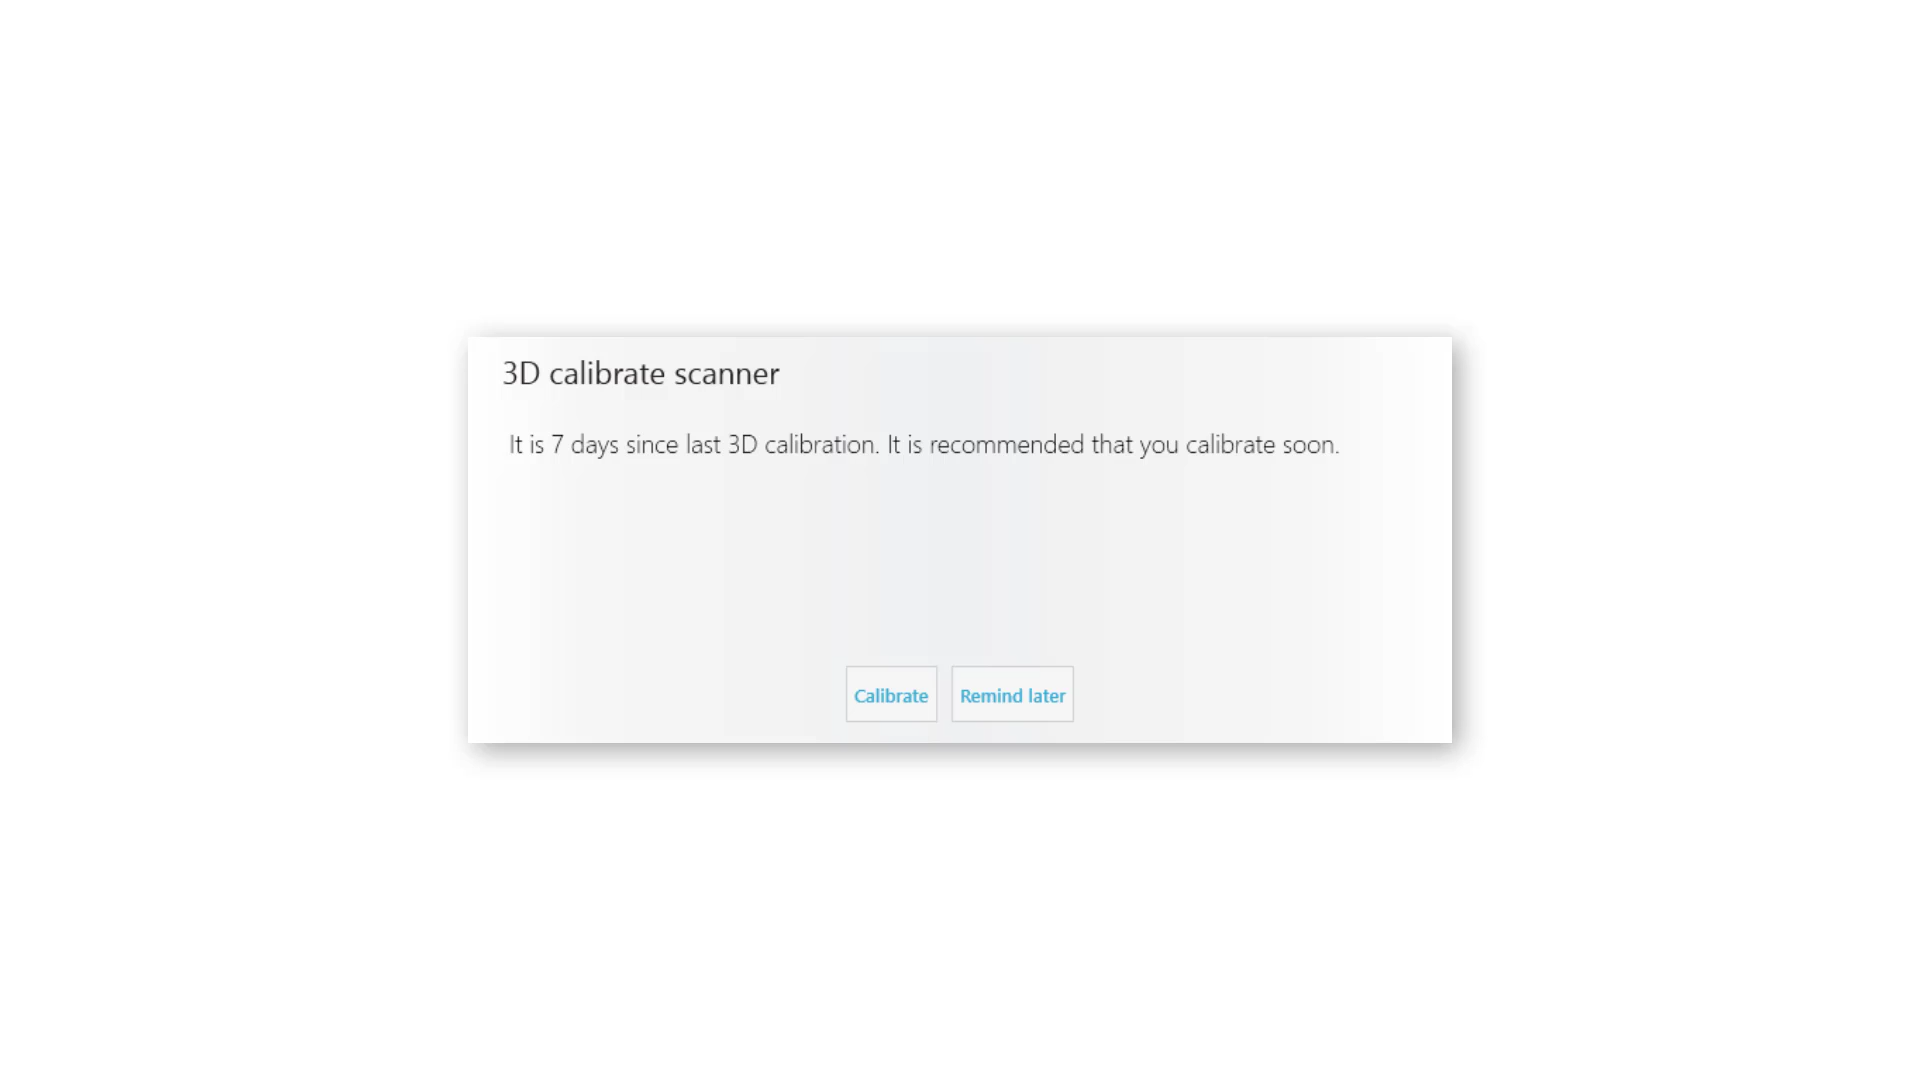 3D calibrate scanner
It is 7 days since last 3D calibration. It is recommended that you calibrate soon.
Calibrate Remind later